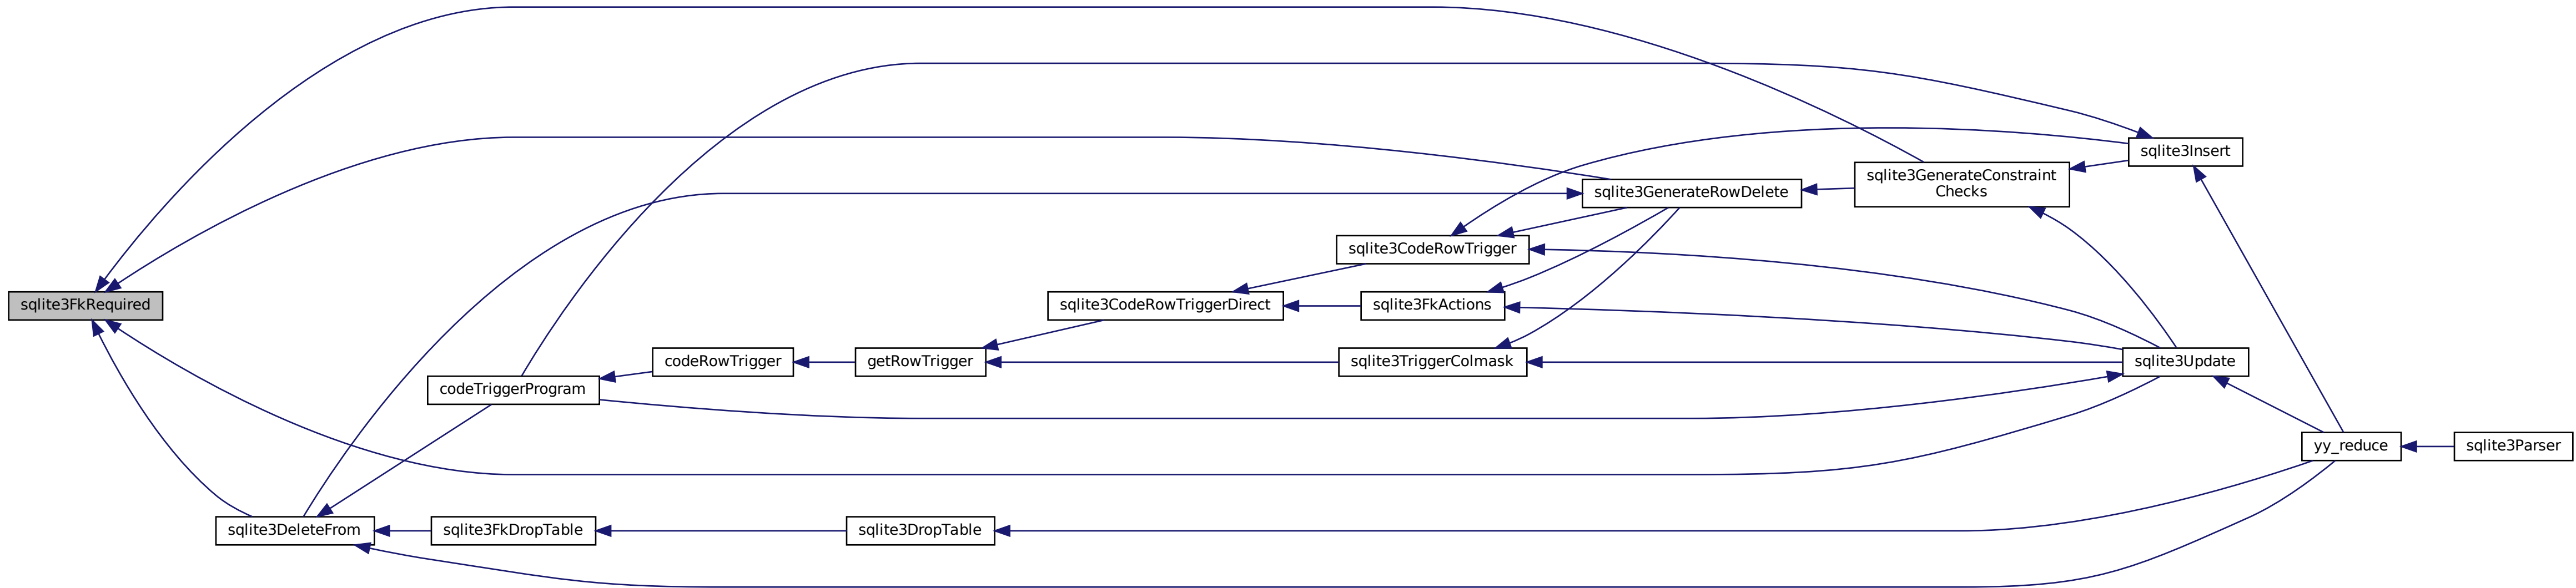 sqlite3Insert
sqlite3GenerateConstraint
Checks
sqlite3GenerateRowDelete
sqlite3CodeRowTrigger
sqlite3FkRequired
sqlite3CodeRowTriggerDirect
sqlite3FkActions
codeRowTrigger
getRowTrigger
sqlite3TriggerColmask
sqlite3Update
codeTriggerProgram
yy_reduce
sqlite3Parser
sqlite3DeleteFrom
sqlite3FkDropTable
sqlite3DropTable